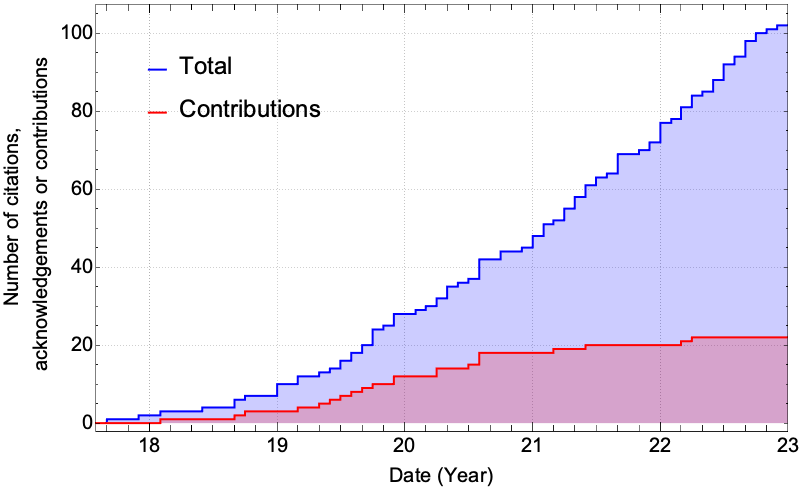 100
80
60
40
20
0
Number of citations,
acknowledgements or contributions
Total
Contributions
18 19 20 21 22 23
Date (Year)